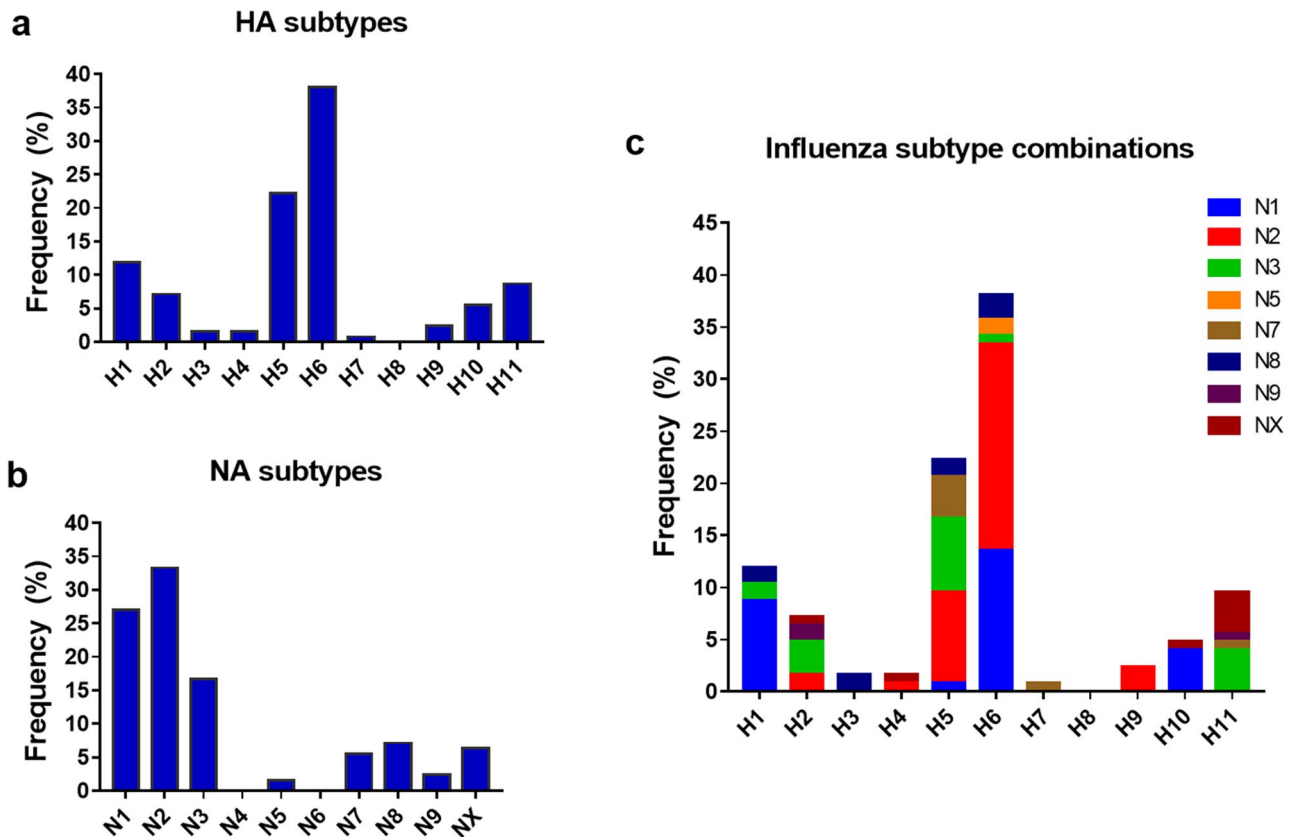 a
HA subtypes
Frequency (%)
40
35
30
25
20
15
10
5
0
H1 H2 H3 H4 H5 H6 H7 H8 H9 H10 H11
b
NA subtypes
Frequency (%)
40
35
30
25
20
15
10
5
0
N1 N2 N3 N4 N5 N6 N7 N8 N9 NX
c
Influenza subtype combinations
Frequency (%)
45
40
35
30
25
20
15
10
5
0
H1 H2 H3 H4 H5 H6 H7 H8 H9 H10 H11
N1
N2
N3
N5
N7
N8
N9
NX